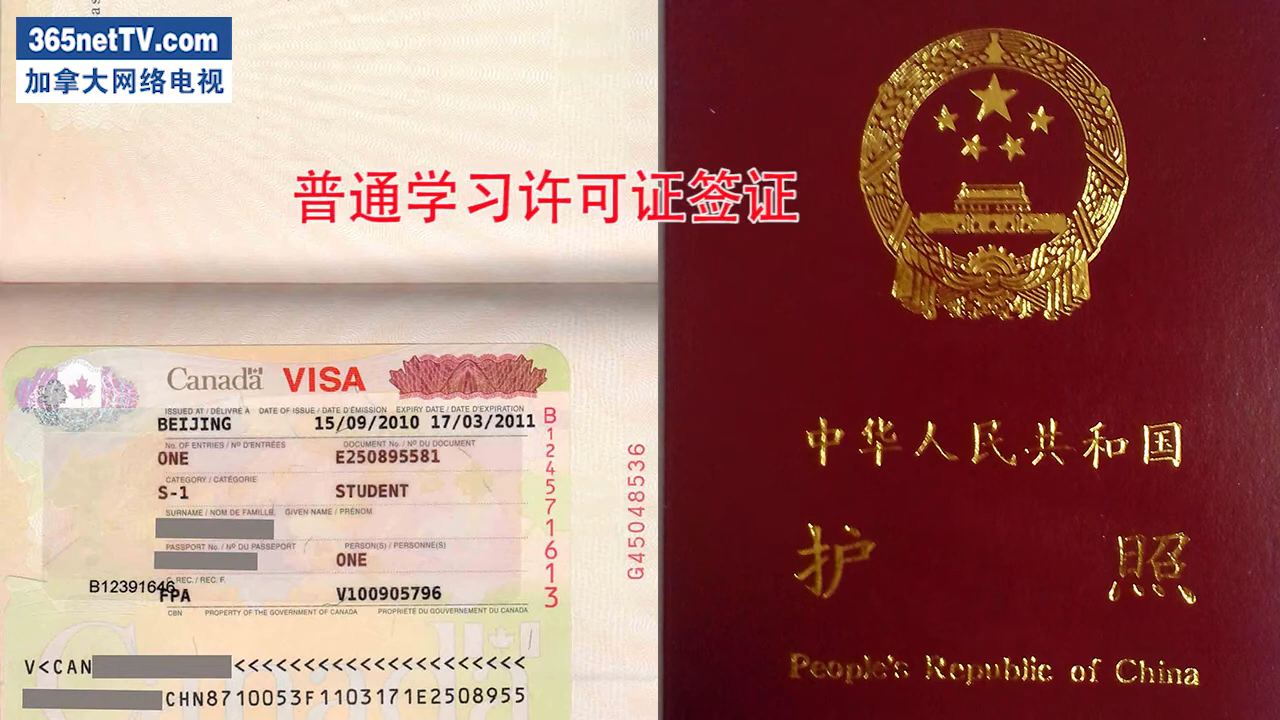 365netTV.com
加拿大网络电视
普通学习许可证签证
Canada VISA
ISSUED AT / DÉLIVRÉ À DATE OF ISSUE / DATE D'ÉMISSION EXPIRY DATE / DATE D'EXPIRATION
BEIJING 15/09/2010 17/03/2011
No. OF ENTRIES / Nº D'ENTRÉES DOCUMENT No. / Nº DU DOCUMENT
ONE E250895581
CATEGORY / CATÉGORIE
S-1 STUDENT
SURNAME / NOM DE FAMILLE GIVEN NAME / PRÉNOM
PASSPORT No. / Nº DU PASSEPORT PERSON(S) / PERSONNE(S)
ONE
REC. / REC. F.
B12391646
FPA V100905796
CBN PROPERTY OF THE GOVERNMENT OF CANADA PROPRIÉTÉ DU GOUVERNEMENT DU CANADA
V<CAN <<<<<<<<<<<<<<<<<<<<<<
CHN8710053F1103171E2508955
B124571613
G45048536
中华人民共和国
护照
People's Republic of China